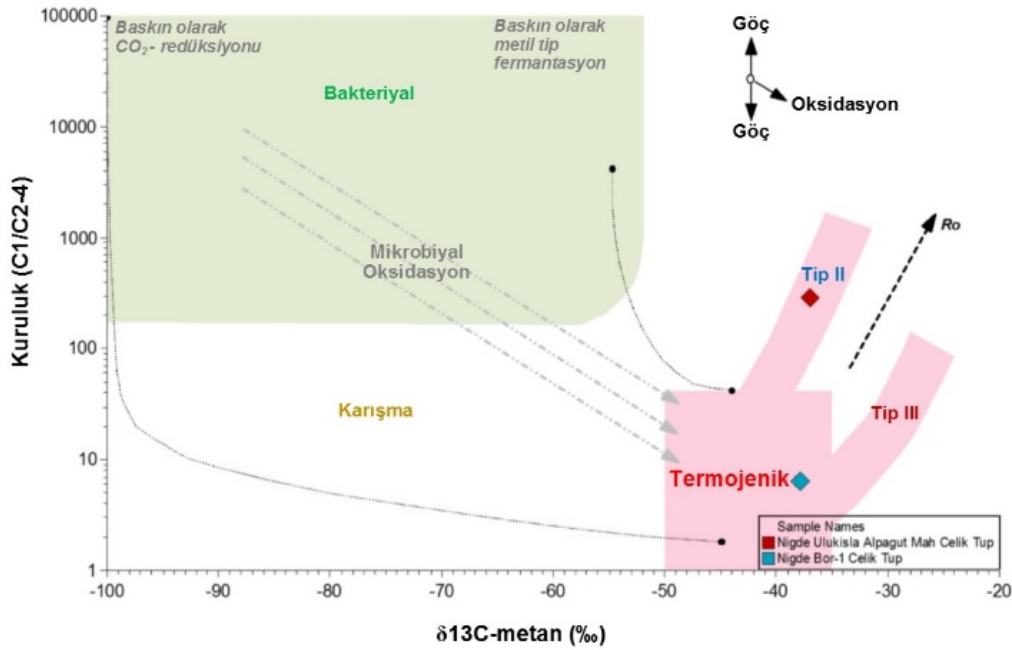 100000
10000
1000
100
10
1
Kuruluk (C1/C2-4)
Baskın olarak
CO₂- redüksiyonu
Baskın olarak
metil tip
fermantasyon
Bakteriyal
Mikrobiyal
Oksidasyon
Karışma
Göç
Oksidasyon
Göç
Ro
Tip II
Tip III
Termojenik
Sample Names
Nigde Ulukisla Alpagut Mah Celik Tup
Nigde Bor-1 Celik Tup
-100
-90
-80
-70
-60
-50
-40
-30
-20
δ13C-metan (‰)